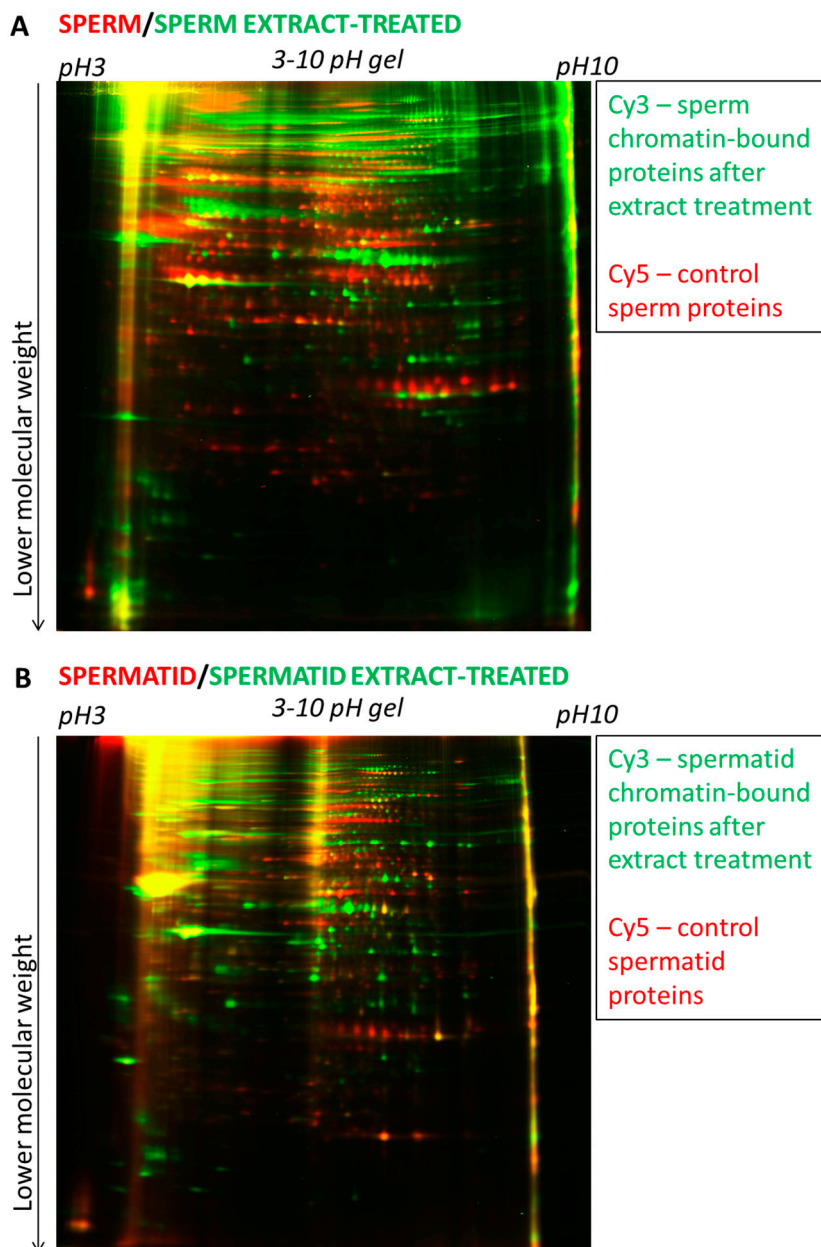 A SPERM/SPERM EXTRACT-TREATED
pH3 3-10 pH gel pH10
Lower molecular weight
Cy3 – sperm
chromatin-bound
proteins after
extract treatment
Cy5 – control
sperm proteins
B SPERMATID/SPERMATID EXTRACT-TREATED
pH3 3-10 pH gel pH10
Lower molecular weight
Cy3 – spermatid
chromatin-bound
proteins after
extract treatment
Cy5 – control
spermatid
proteins